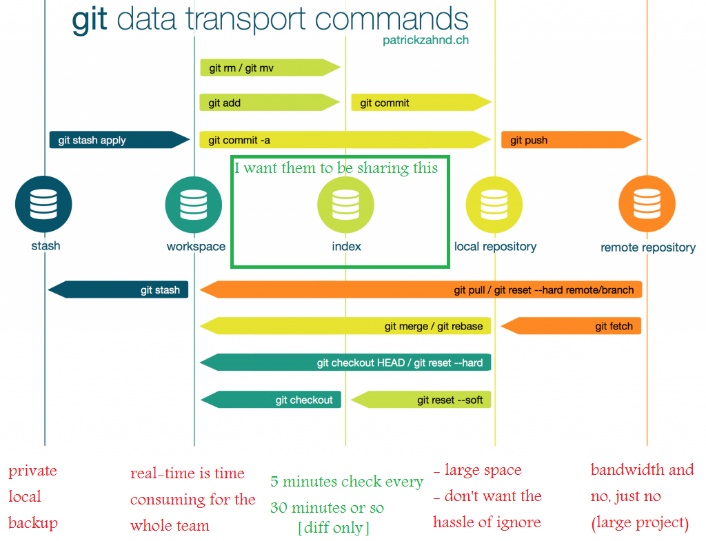 git data transport commands
patrickzahnd.ch
git rm / git mv
git add
git commit
git stash apply
git commit -a
git push
I want them to be sharing this
stash
workspace
index
local repository
remote repository
git stash
git pull / git reset --hard remote/branch
git merge / git rebase
git fetch
git checkout HEAD / git reset --hard
git checkout
git reset --soft
private
local
backup
real-time is time
consuming for the
whole team
5 minutes check every
30 minutes or so
[diff only]
- large space
- don't want the
hassle of ignore
bandwidth and
no, just no
(large project)